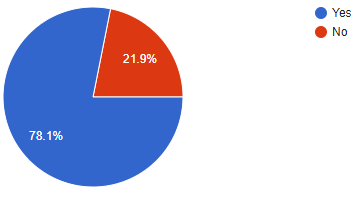 Yes
No
21.9%
78.1%